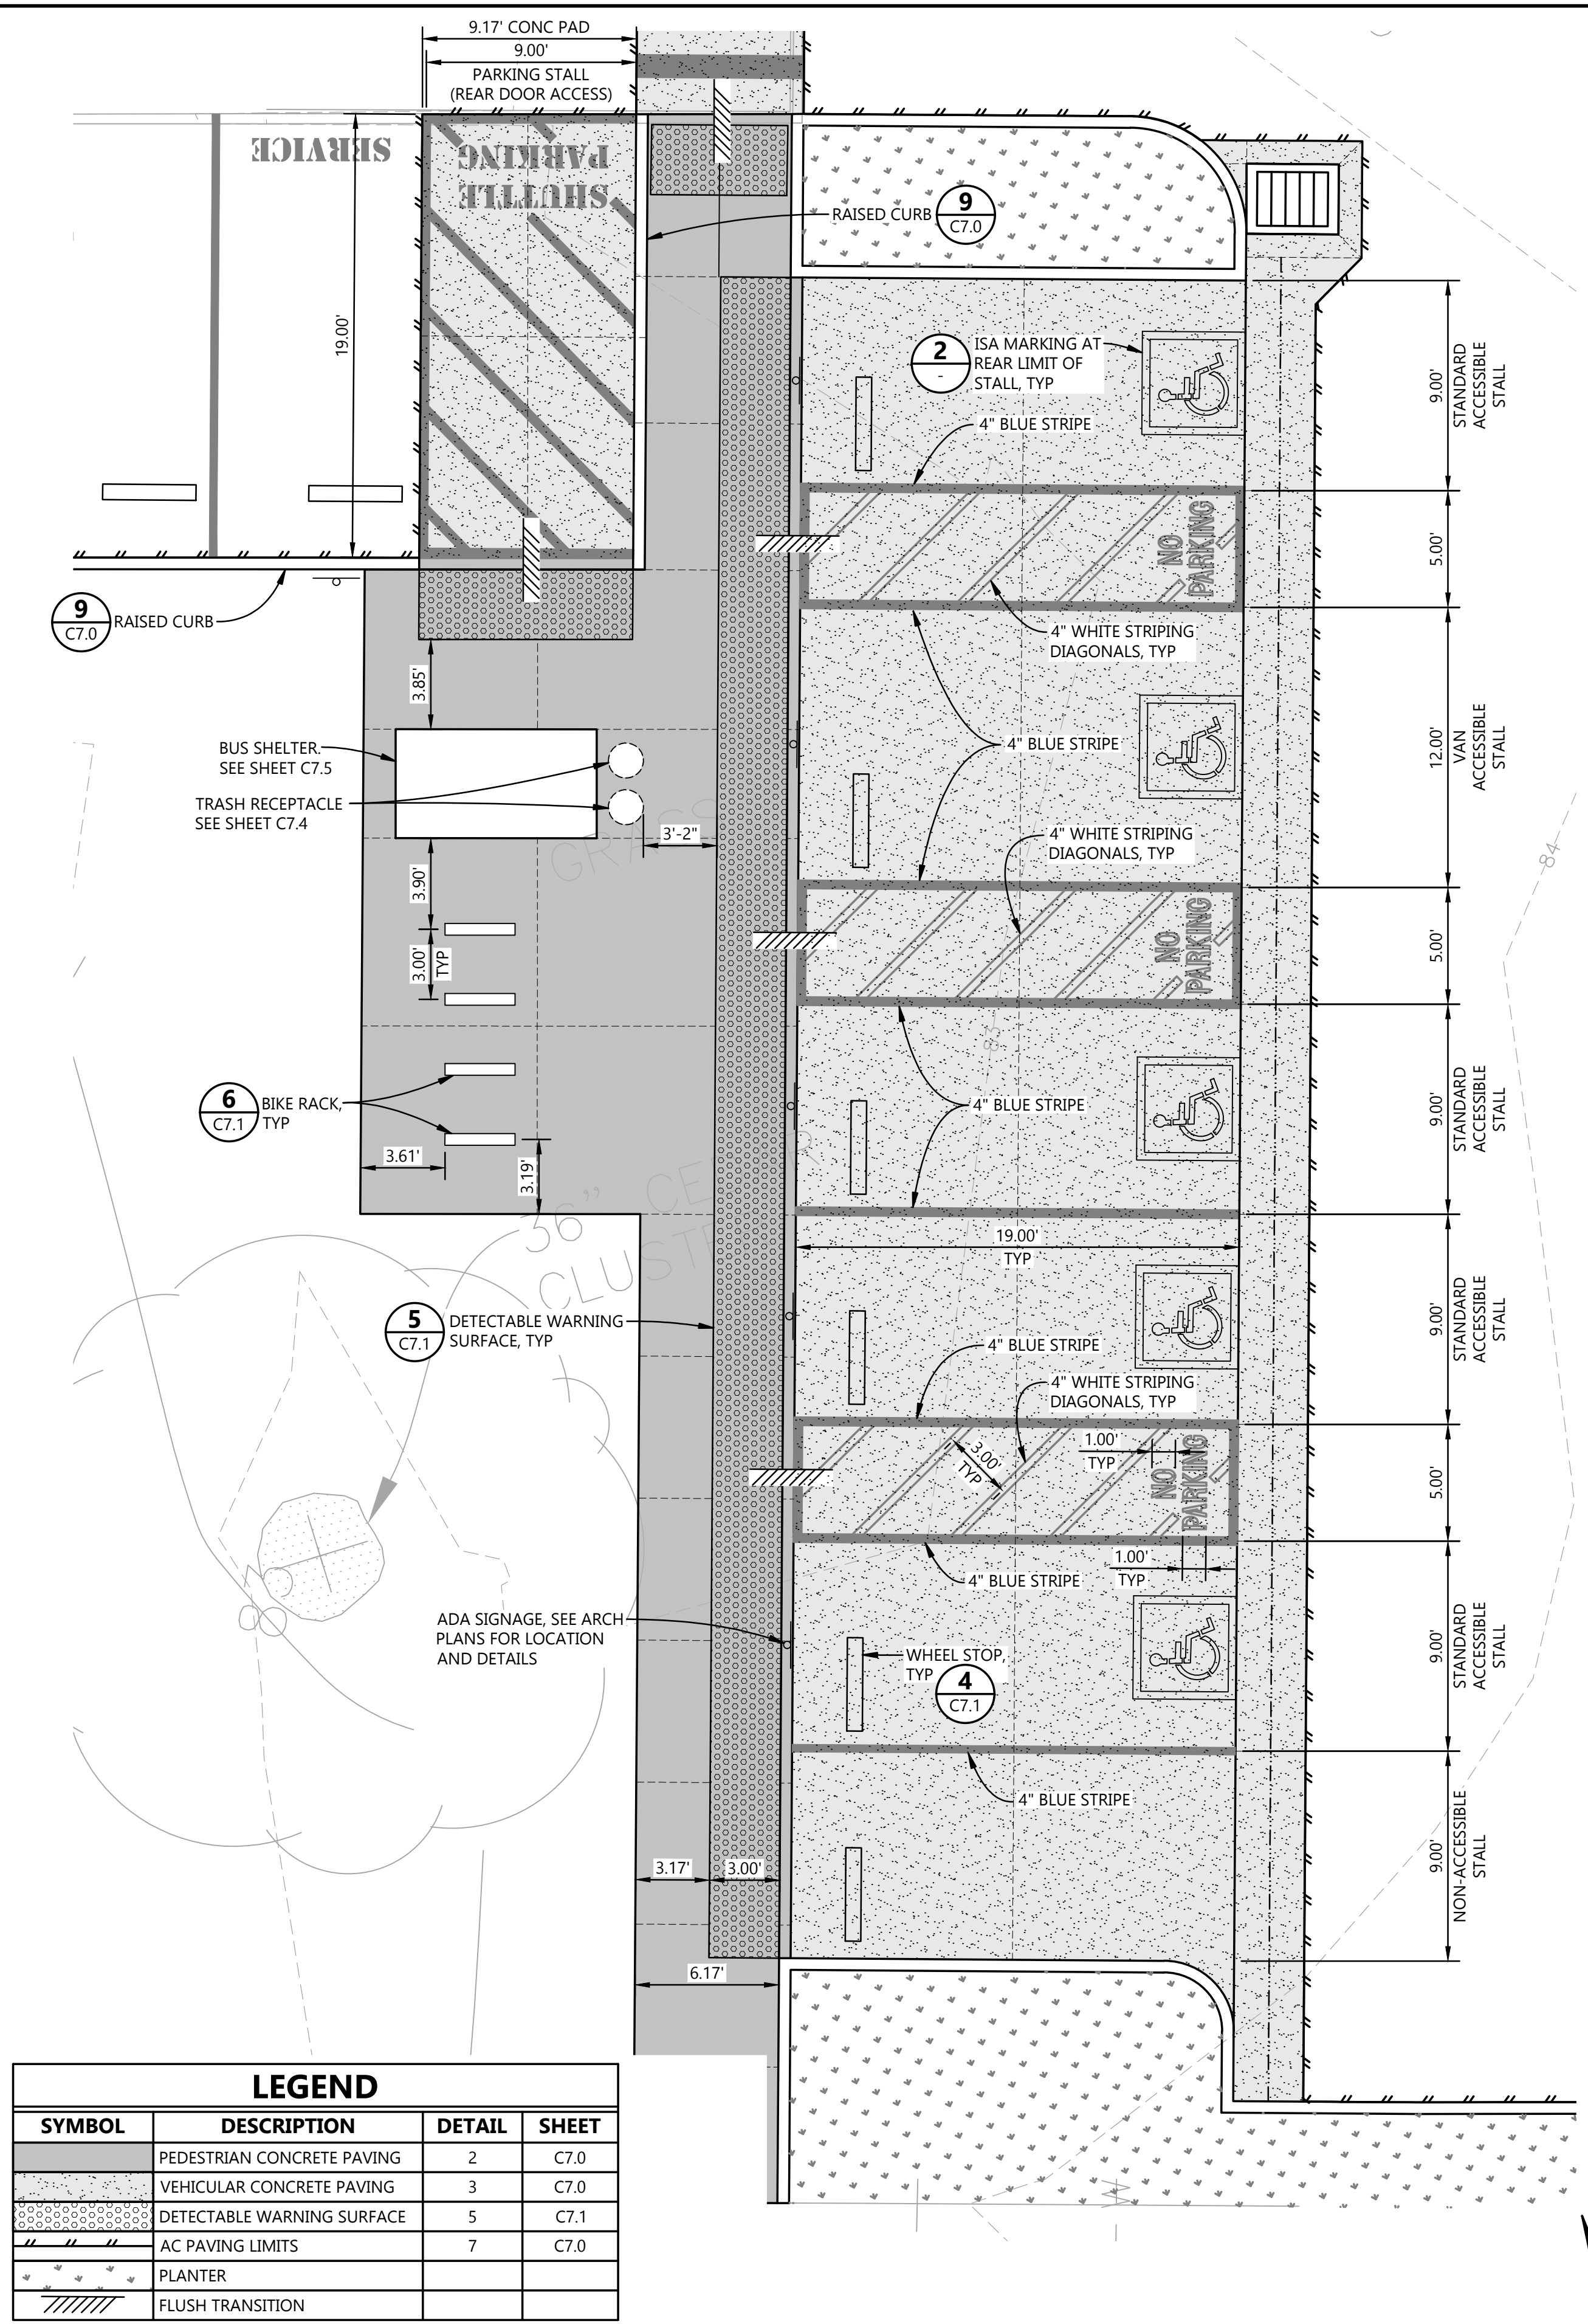 9.17' CONC PAD
9.00'
PARKING STALL
(REAR DOOR ACCESS)
SERVICE
SHUTTLE
PARKING
19.00'
RAISED CURB
9
C7.0
2
-
ISA MARKING AT
REAR LIMIT OF
STALL, TYP
9.00'
STANDARD
ACCESSIBLE
STALL
4" BLUE STRIPE
NO
PARKING
5.00'
9
C7.0
RAISED CURB
4" WHITE STRIPING
DIAGONALS, TYP
3.85'
BUS SHELTER.
SEE SHEET C7.5
TRASH RECEPTACLE
SEE SHEET C7.4
4" BLUE STRIPE
12.00'
VAN
ACCESSIBLE
STALL
3'-2"
GRASS
4" WHITE STRIPING
DIAGONALS, TYP
84
3.90'
3.00'
TYP
NO
PARKING
5.00'
83
6
C7.1
BIKE RACK,
TYP
4" BLUE STRIPE
9.00'
STANDARD
ACCESSIBLE
STALL
3.61'
3.19'
36"
CLUSTER
19.00'
TYP
5
C7.1
DETECTABLE WARNING
SURFACE, TYP
9.00'
STANDARD
ACCESSIBLE
STALL
4" BLUE STRIPE
4" WHITE STRIPING
DIAGONALS, TYP
3.00'
TYP
1.00'
TYP
NO
PARKING
5.00'
1.00'
TYP
4" BLUE STRIPE
ADA SIGNAGE, SEE ARCH
PLANS FOR LOCATION
AND DETAILS
WHEEL STOP,
TYP
4
C7.1
9.00'
STANDARD
ACCESSIBLE
STALL
4" BLUE STRIPE
3.17'
3.00'
9.00'
NON-ACCESSIBLE
STALL
6.17'
LEGEND
SYMBOL DESCRIPTION DETAIL SHEET
PEDESTRIAN CONCRETE PAVING 2 C7.0
VEHICULAR CONCRETE PAVING 3 C7.0
DETECTABLE WARNING SURFACE 5 C7.1
AC PAVING LIMITS 7 C7.0
PLANTER
FLUSH TRANSITION